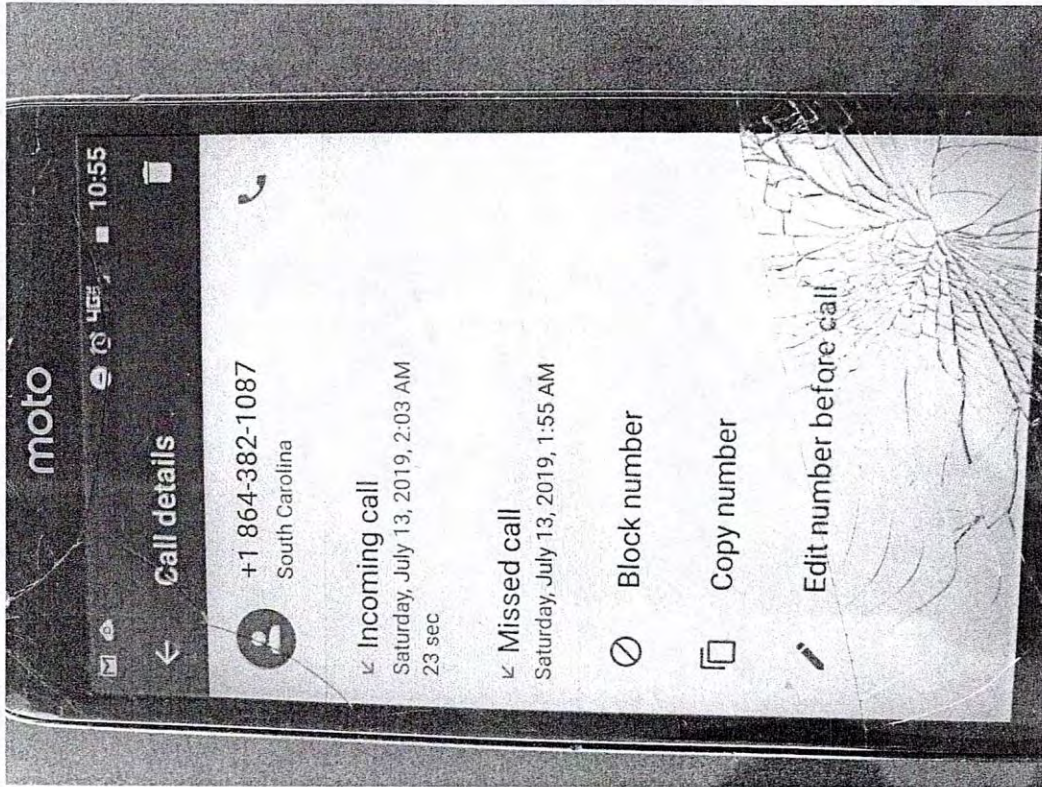 moto
4GE 10:55
Call details
+1 864-382-1087
South Carolina
Incoming call
Saturday, July 13, 2019, 2:03 AM
23 sec
Missed call
Saturday, July 13, 2019, 1:55 AM
Block number
Copy number
Edit number before call